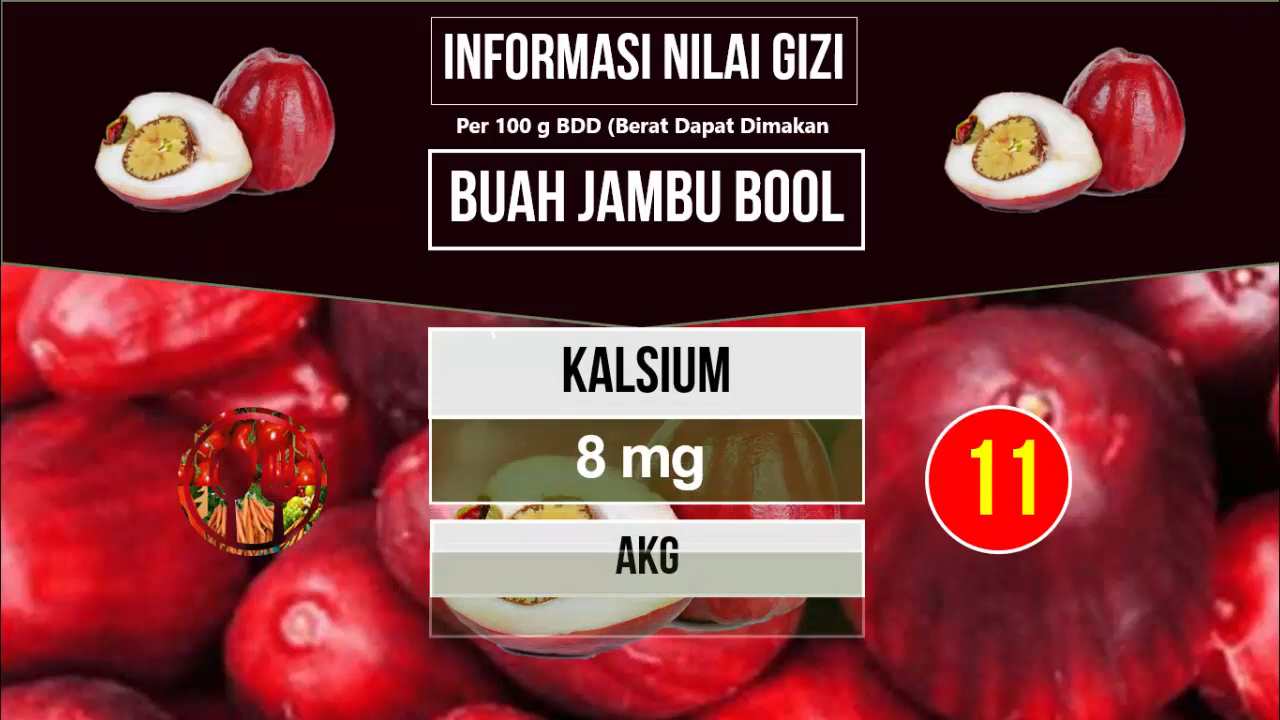 INFORMASI NILAI GIZI
Per 100 g BDD (Berat Dapat Dimakan
BUAH JAMBU BOOL
KALSIUM
8 mg
11
AKG